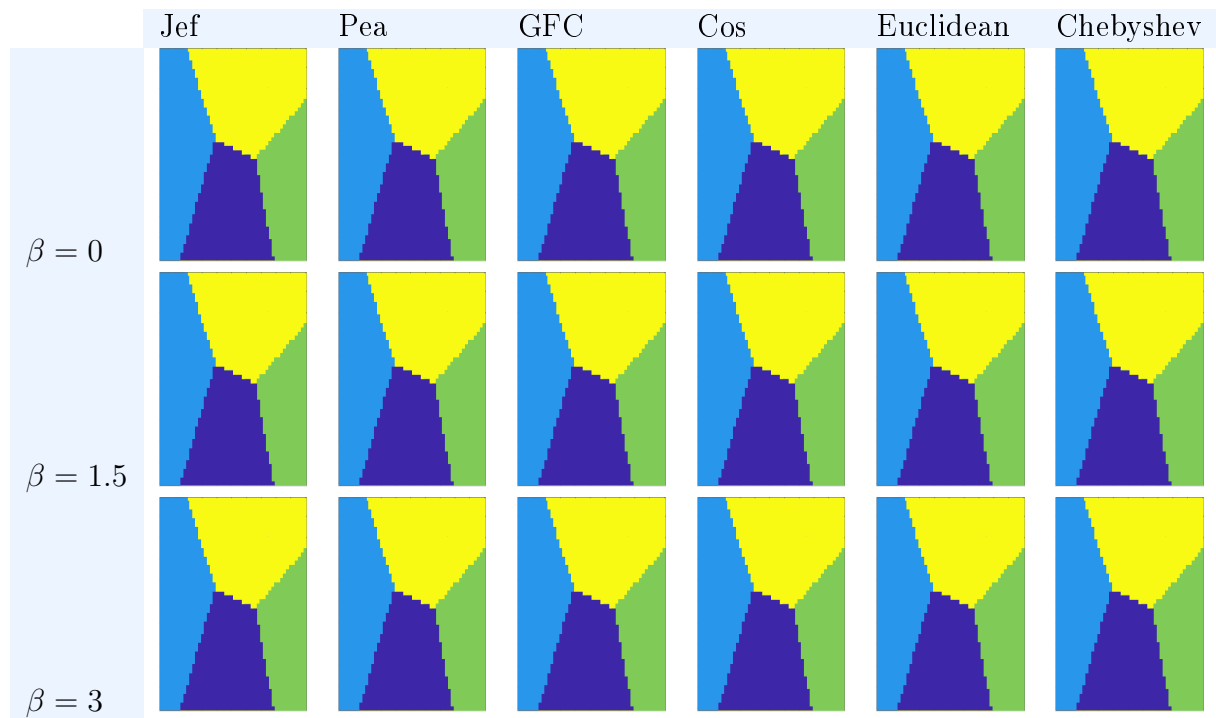 Jef Pea GFC Cos Euclidean Chebyshev
β = 0
β = 1.5
β = 3